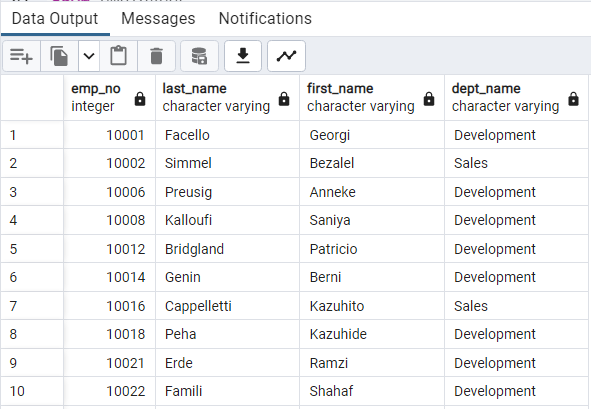 Data Output Messages Notifications
emp_no last_name first_name dept_name
integer character varying character varying character varying
1 10001 Facello Georgi Development
2 10002 Simmel Bezalel Sales
3 10006 Preusig Anneke Development
4 10008 Kalloufi Saniya Development
5 10012 Bridgland Patricio Development
6 10014 Genin Berni Development
7 10016 Cappelletti Kazuhito Sales
8 10018 Peha Kazuhide Development
9 10021 Erde Ramzi Development
10 10022 Famili Shahaf Development